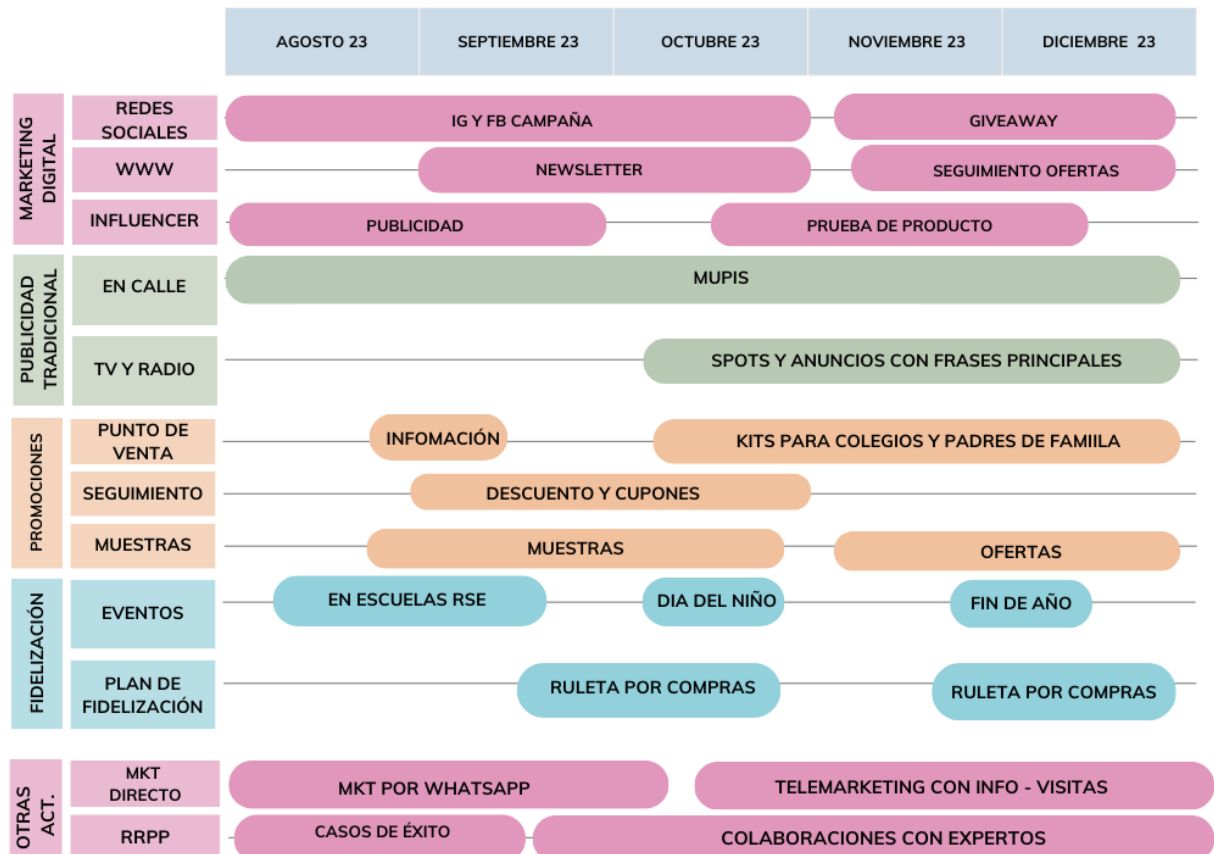 AGOSTO 23
SEPTIEMBRE 23
OCTUBRE 23
NOVIEMBRE 23
DICIEMBRE 23
MARKETING
DIGITAL
REDES
SOCIALES
IG Y FB CAMPAÑA
GIVEAWAY
WWW
NEWSLETTER
SEGUIMIENTO OFERTAS
INFLUENCER
PUBLICIDAD
PRUEBA DE PRODUCTO
PUBLICIDAD
TRADICIONAL
EN CALLE
MUPIS
TV Y RADIO
SPOTS Y ANUNCIOS CON FRASES PRINCIPALES
PROMOCIONES
PUNTO DE
VENTA
INFOMACIÓN
KITS PARA COLEGIOS Y PADRES DE FAMIILA
SEGUIMIENTO
DESCUENTO Y CUPONES
MUESTRAS
MUESTRAS
OFERTAS
FIDELIZACIÓN
EVENTOS
EN ESCUELAS RSE
DIA DEL NIÑO
FIN DE AÑO
PLAN DE
FIDELIZACIÓN
RULETA POR COMPRAS
RULETA POR COMPRAS
OTRAS
ACT.
MKT
DIRECTO
MKT POR WHATSAPP
TELEMARKETING CON INFO - VISITAS
RRPP
CASOS DE ÉXITO
COLABORACIONES CON EXPERTOS